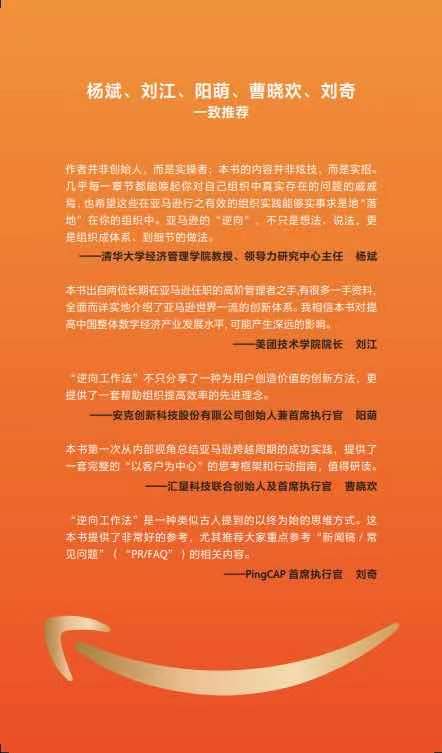 杨斌、刘江、阳萌、曹晓欢、刘奇
一致推荐
作者并非创始人，而是实操者；本书的内容并非炫技，而是实招。
几乎每一章节都能唤起你对自己组织中真实存在的问题的戚戚
焉，也希望这些在亚马逊行之有效的组织实践能够实事求是地“落
地”在你的组织中。亚马逊的“逆向”，不只是想法、说法，更
是组织成体系、到细节的做法。
——清华大学经济管理学院教授、领导力研究中心主任 杨斌
本书出自两位长期在亚马逊任职的高阶管理者之手,有很多一手资料，
全面而详实地介绍了亚马逊世界一流的创新体系。我相信本书对提
高中国整体数字经济产业发展水平,可能产生深远的影响。
——美团技术学院院长 刘江
“逆向工作法”不只分享了一种为用户创造价值的创新方法，更
提供了一套帮助组织提高效率的先进理念。
——安克创新科技股份有限公司创始人兼首席执行官 阳萌
本书第一次从内部视角总结亚马逊跨越周期的成功实践，提供了
一套完整的“以客户为中心”的思考框架和行动指南，值得研读。
——汇量科技联合创始人及首席执行官 曹晓欢
“逆向工作法”是一种类似古人提到的以终为始的思维方式。这
本书提供了非常好的参考，尤其推荐大家重点参考“新闻稿/常
见问题”（“PR/FAQ”）的相关内容。
——PingCAP 首席执行官 刘奇